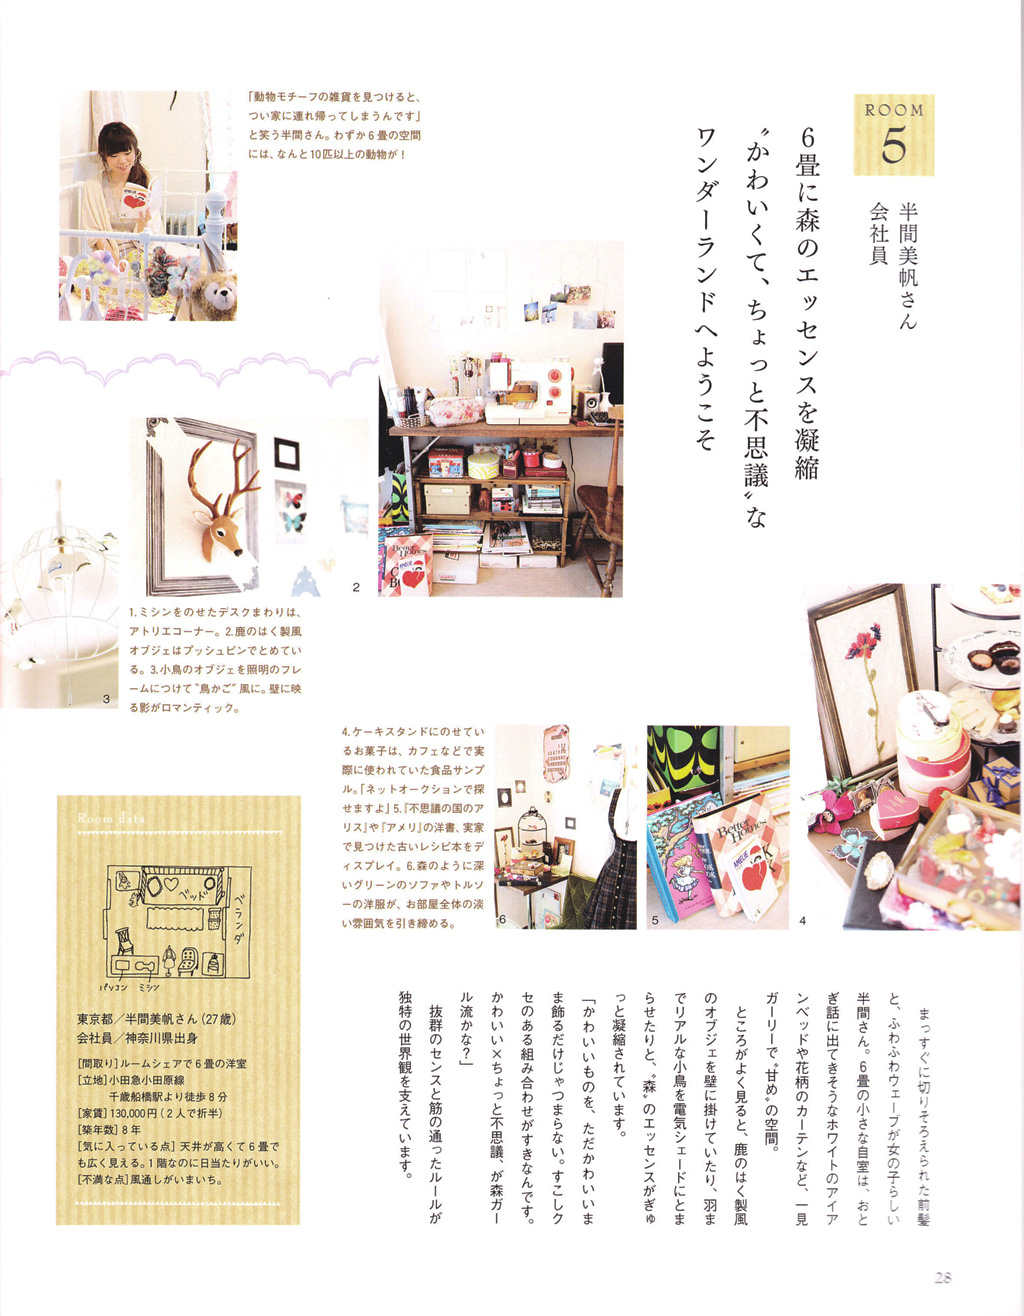 ROOM
5
半間美帆さん
会社員
6畳に森のエッセンスを凝縮
〝かわいくて、ちょっと不思議〟な
ワンダーランドへようこそ
「動物モチーフの雑貨を見つけると、
つい家に連れ帰ってしまうんです」
と笑う半間さん。わずか6畳の空間
には、なんと10匹以上の動物が！
2
3
1.ミシンをのせたデスクまわりは、
アトリエコーナー。2.鹿のはく製風
オブジェはプッシュピンでとめてい
る。3.小鳥のオブジェを照明のフレ
ームにつけて“鳥かご”風に。壁に映
る影がロマンティック。
4.ケーキスタンドにのせてい
るお菓子は、カフェなどで実
際に使われていた食品サンプ
ル。「ネットオークションで探
せますよ」5.『不思議の国のア
リス』や『アメリ』の洋書、実家
で見つけた古いレシピ本をデ
ィスプレイ。6.森のように深
いグリーンのソファやトルソ
ーの洋服が、お部屋全体の淡
い雰囲気を引き締める。
6
5
4
Better
Homes
AMELIE
まっすぐに切りそろえられた前髪
と、ふわふわウェーブが女の子らしい
半間さん。6畳の小さな自室は、おと
ぎ話に出てきそうなホワイトのアイア
ンベッドや花柄のカーテンなど、一見
ガーリーで〝甘め〟の空間。
ところがよく見ると、鹿のはく製風
のオブジェを壁に掛けていたり、羽ま
でリアルな小鳥を電気シェードにとま
らせたりと、〝森〟のエッセンスがぎゅ
っと凝縮されています。
「かわいいものを、ただかわいいま
ま飾るだけじゃつまらない。すこしク
セのある組み合わせがすきなんです。
かわいい×ちょっと不思議、が森ガー
ル流かな？」
抜群のセンスと筋の通ったルールが
独特の世界観を支えています。
Room data
ベッド
ベランダ
パソコン ミシン
東京都／半間美帆さん（27歳）
会社員／神奈川県出身
[間取り]ルームシェアで6畳の洋室
[立地]小田急小田原線
千歳船橋駅より徒歩8分
[家賃]130,000円（2人で折半）
[築年数]8年
[気に入っている点]天井が高くて6畳で
も広く見える。1階なのに日当たりがいい。
[不満な点]風通しがいまいち。
28